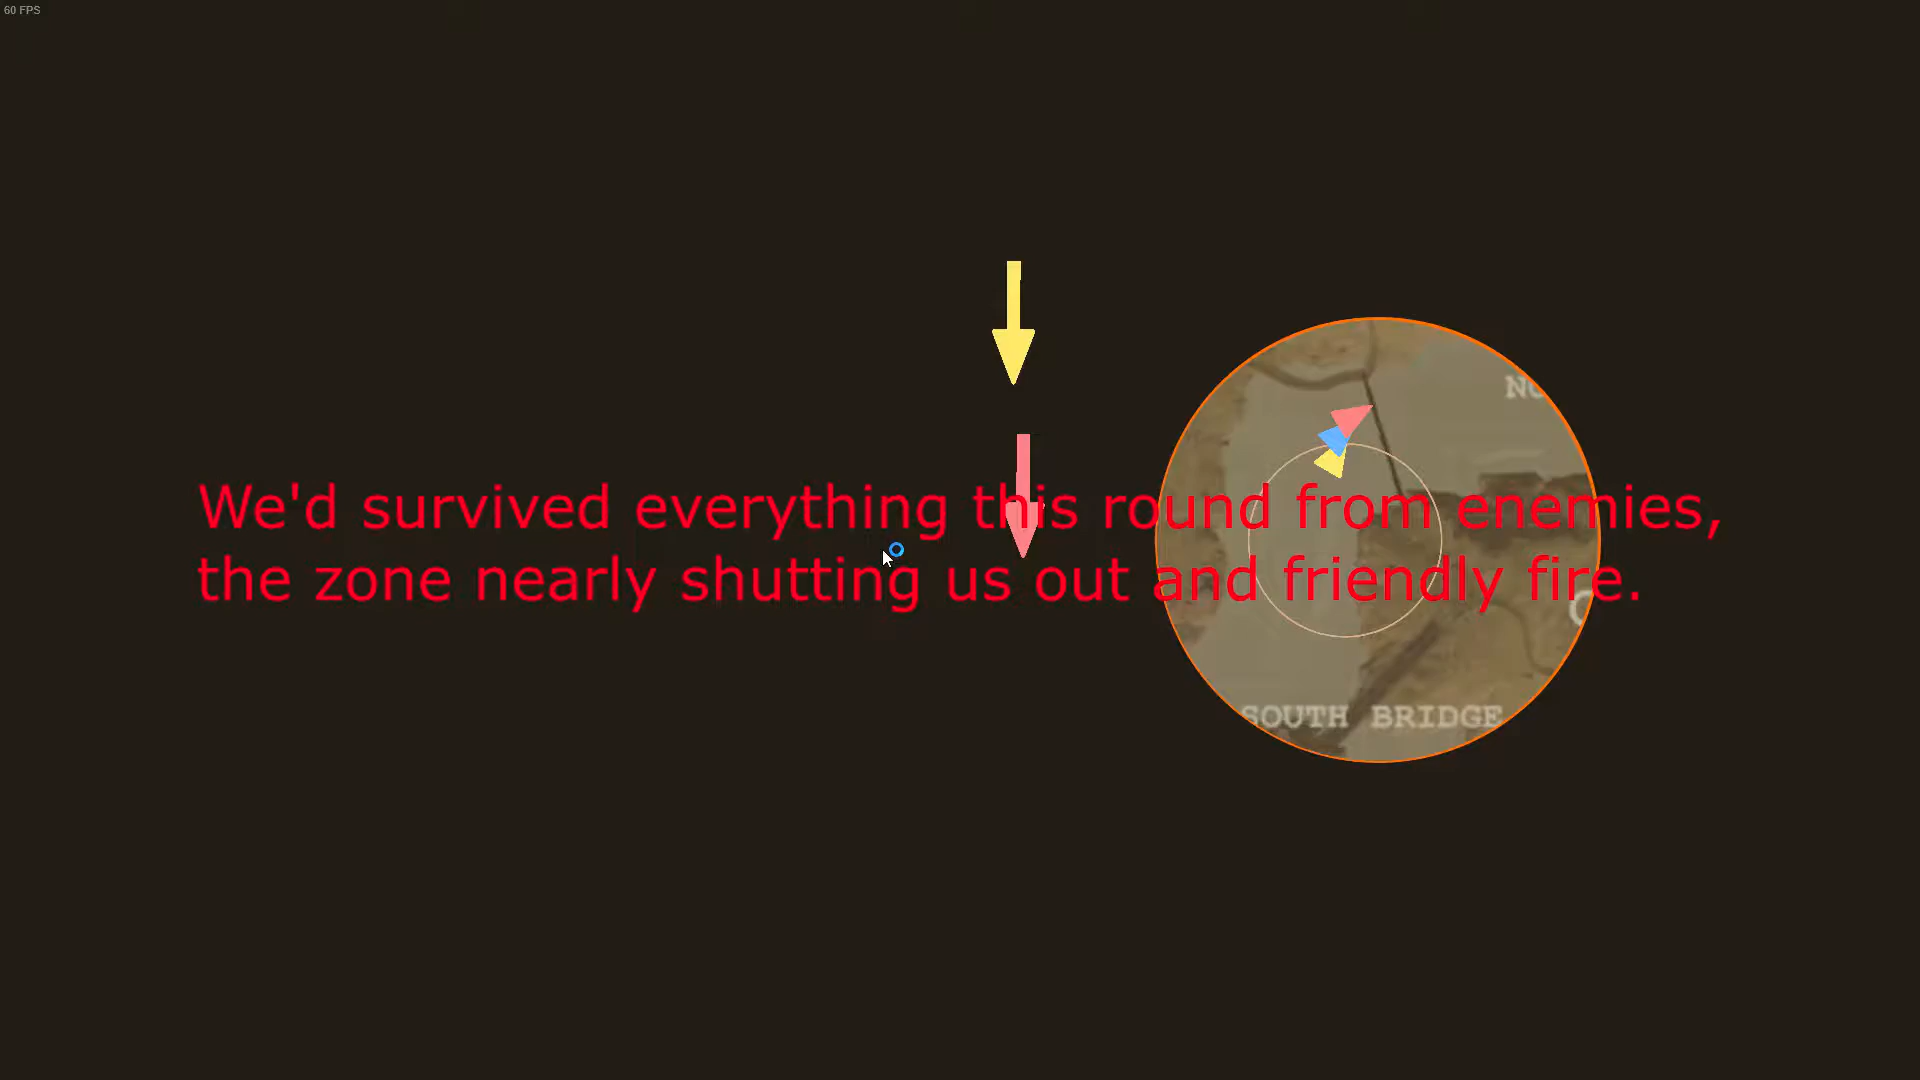 60 FPS
NO
We'd survived everything this round from enemies,
the zone nearly shutting us out and friendly fire.
SOUTH BRIDGE